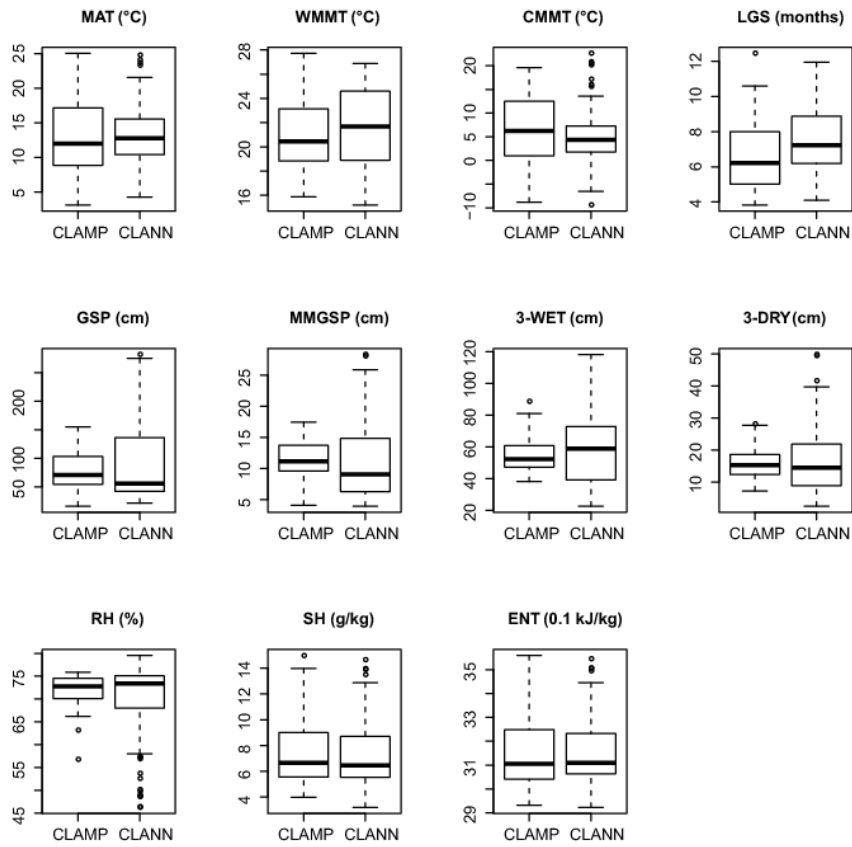 MAT (°C)
WMMT (°C)
CMMT (°C)
LGS (months)
25
20
15
10
5
28
24
20
16
20
15
10
5
0
−10
12
10
8
6
4
CLAMP CLANN
CLAMP CLANN
CLAMP CLANN
CLAMP CLANN
GSP (cm)
MMGSP (cm)
3-WET (cm)
3-DRY(cm)
200
100
50
25
20
15
10
5
120
100
80
60
40
20
50
40
30
20
10
CLAMP CLANN
CLAMP CLANN
CLAMP CLANN
CLAMP CLANN
RH (%)
SH (g/kg)
ENT (0.1 kJ/kg)
75
65
55
45
14
12
10
8
6
4
35
33
31
29
CLAMP CLANN
CLAMP CLANN
CLAMP CLANN